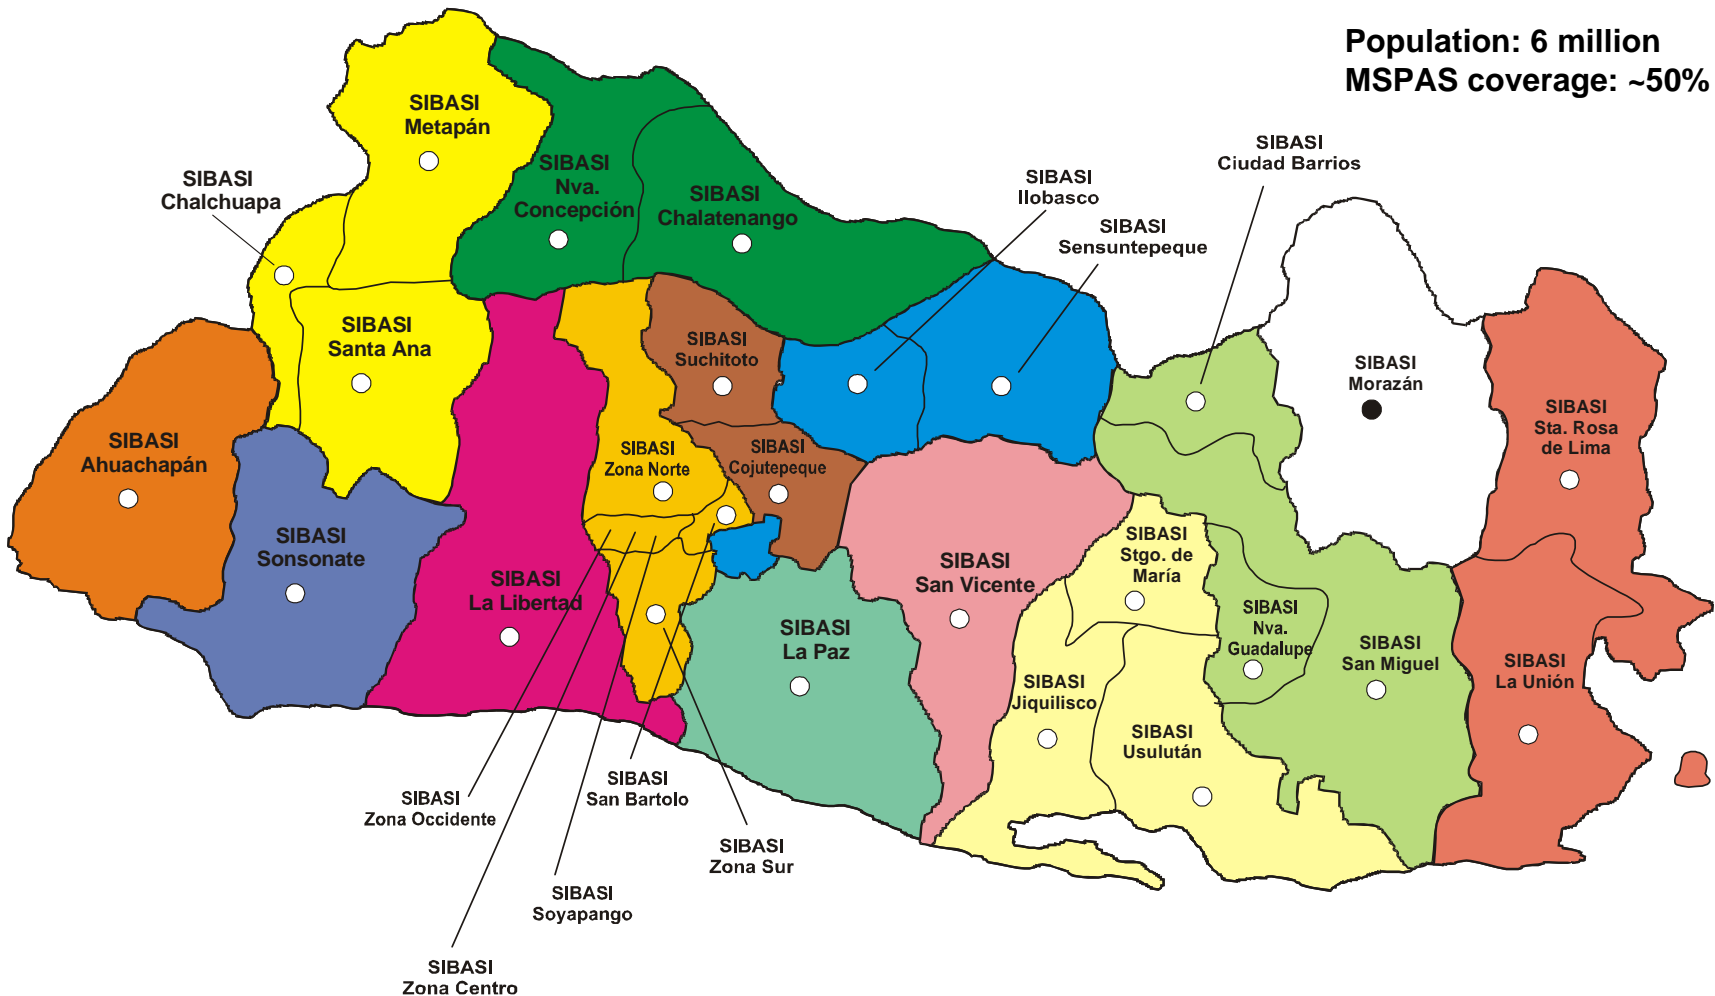 Population: 6 million
MSPAS coverage: ~50%
SIBASI
Metapán
SIBASI
Chalchuapa
SIBASI
Nva.
Concepción
SIBASI
Chalatenango
SIBASI
Ilobasco
SIBASI
Ciudad Barrios
SIBASI
Sensuntepeque
SIBASI
Santa Ana
SIBASI
Suchitoto
SIBASI
Morazán
SIBASI
Sta. Rosa
de Lima
SIBASI
Ahuachapán
SIBASI
Zona Norte
SIBASI
Cojutepeque
SIBASI
Sonsonate
SIBASI
La Libertad
SIBASI
San Vicente
SIBASI
Stgo. de
María
SIBASI
La Paz
SIBASI
Nva.
Guadalupe
SIBASI
San Miguel
SIBASI
La Unión
SIBASI
Jiquilisco
SIBASI
Usulután
SIBASI
San Bartolo
SIBASI
Zona Occidente
SIBASI
Zona Sur
SIBASI
Soyapango
SIBASI
Zona Centro